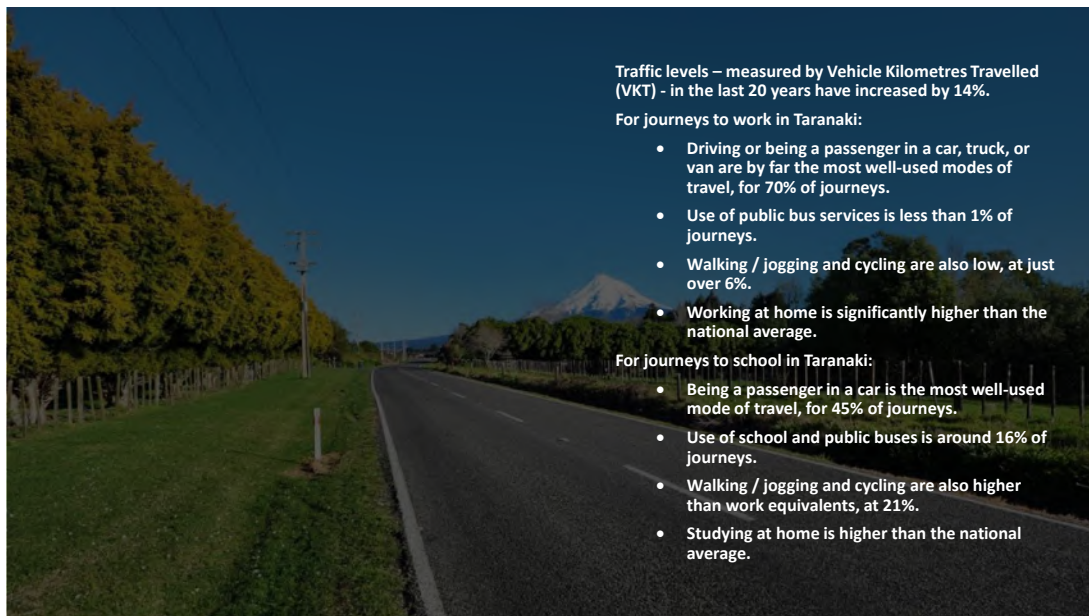 Traffic levels – measured by Vehicle Kilometres Travelled
(VKT) - in the last 20 years have increased by 14%.
For journeys to work in Taranaki:
• Driving or being a passenger in a car, truck, or
van are by far the most well-used modes of
travel, for 70% of journeys.
• Use of public bus services is less than 1% of
journeys.
• Walking / jogging and cycling are also low, at just
over 6%.
• Working at home is significantly higher than the
national average.
For journeys to school in Taranaki:
• Being a passenger in a car is the most well-used
mode of travel, for 45% of journeys.
• Use of school and public buses is around 16% of
journeys.
• Walking / jogging and cycling are also higher
than work equivalents, at 21%.
• Studying at home is higher than the national
average.